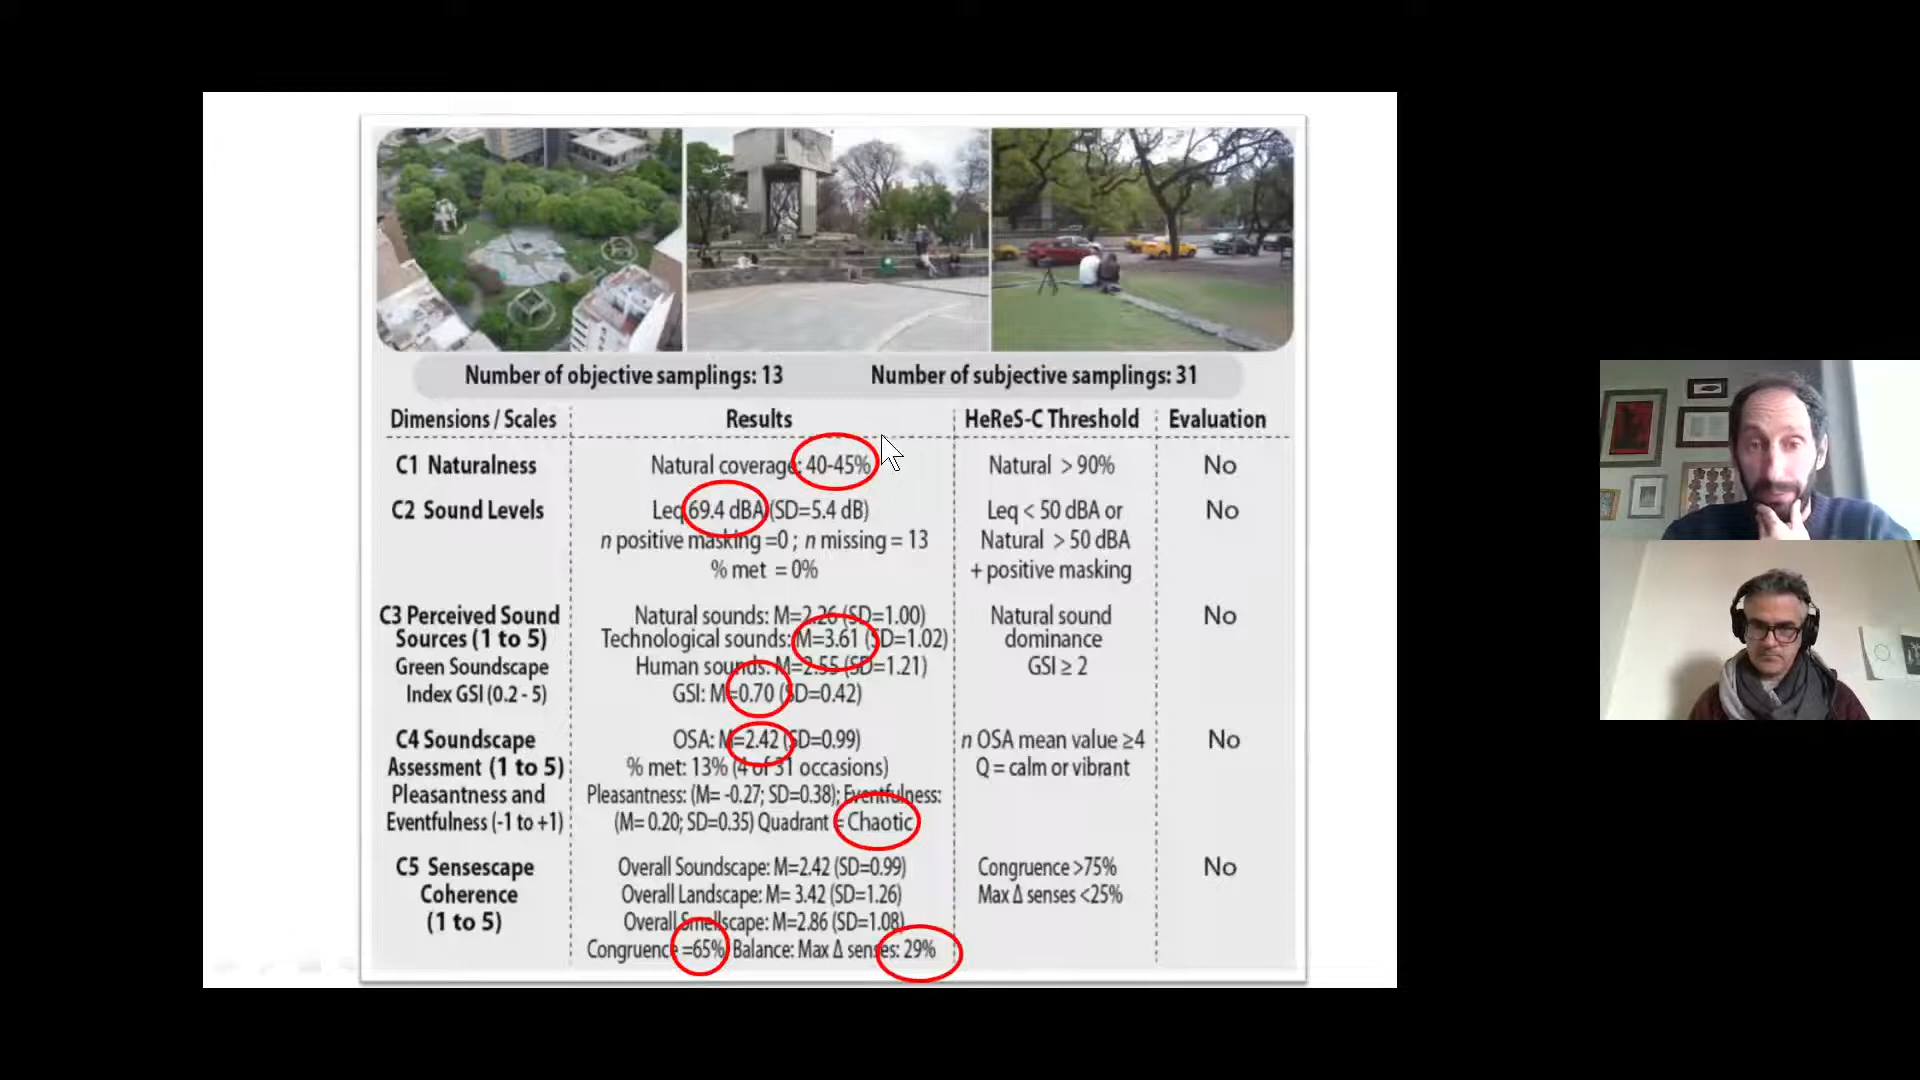 Number of objective samplings: 13 Number of subjective samplings: 31
Dimensions / Scales Results HeReS-C Threshold Evaluation
C1 Naturalness Natural coverage: 40-45% Natural > 90% No
C2 Sound Levels Leq 69.4 dBA (SD=5.4 dB) Leq < 50 dBA or No
n positive masking =0 ; n missing = 13 Natural > 50 dBA
% met = 0% + positive masking
C3 Perceived Sound Natural sounds: M=2.26 (SD=1.00) Natural sound No
Sources (1 to 5) Technological sounds: M=3.61 (SD=1.02) dominance
Green Soundscape Human sounds: M=2.55 (SD=1.21) GSI ≥ 2
Index GSI (0.2 - 5) GSI: M=0.70 (SD=0.42)
C4 Soundscape OSA: M=2.42 (SD=0.99) n OSA mean value ≥4 No
Assessment (1 to 5) % met: 13% (4 of 31 occasions) Q = calm or vibrant
Pleasantness and Pleasantness: (M= -0.27; SD=0.38); Eventfulness:
Eventfulness (-1 to +1) (M= 0.20; SD=0.35) Quadrant = Chaotic
C5 Sensescape Overall Soundscape: M=2.42 (SD=0.99) Congruence >75% No
Coherence Overall Landscape: M= 3.42 (SD=1.26) Max Δ senses <25%
(1 to 5) Overall Smellscape: M=2.86 (SD=1.08)
Congruence =65% Balance: Max Δ senses: 29%